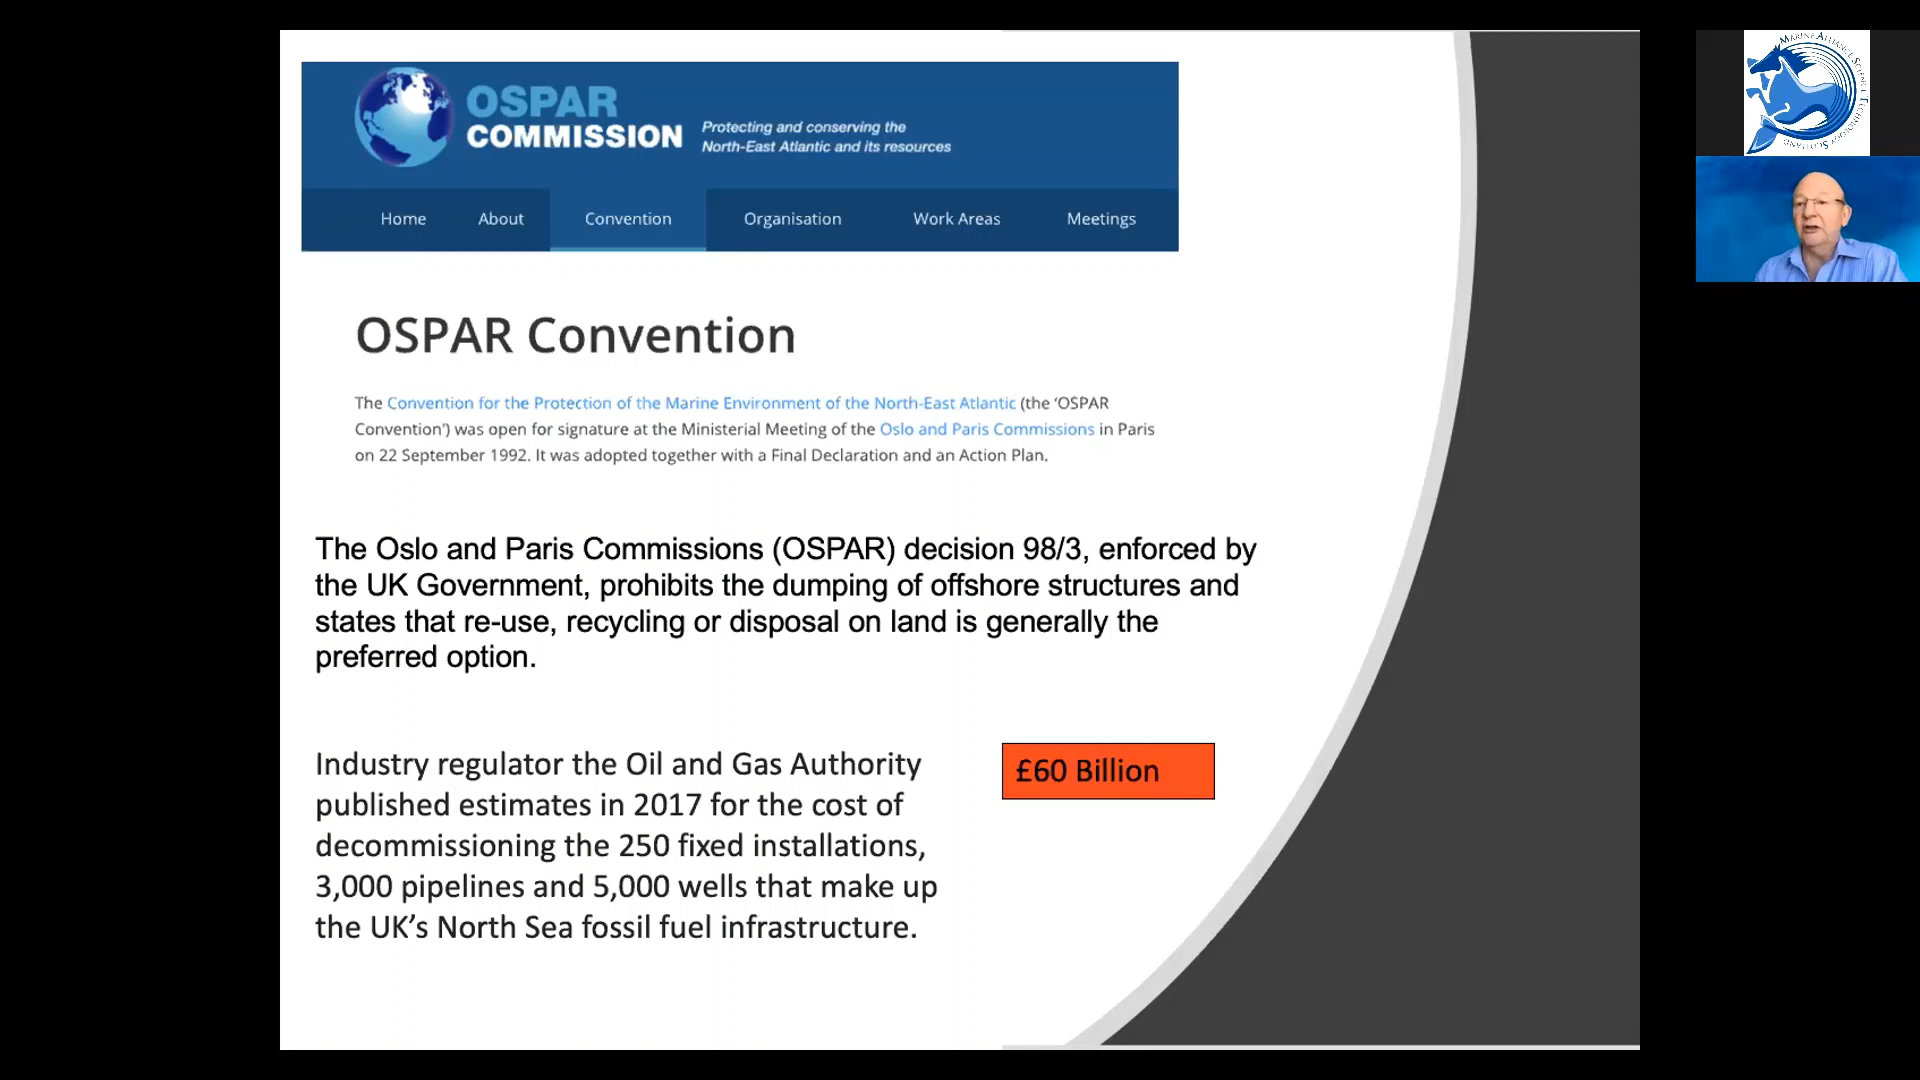 OSPAR
COMMISSION
Protecting and conserving the
North-East Atlantic and its resources
Home About Convention Organisation Work Areas Meetings
OSPAR Convention
The Convention for the Protection of the Marine Environment of the North-East Atlantic (the ‘OSPAR
Convention’) was open for signature at the Ministerial Meeting of the Oslo and Paris Commissions in Paris
on 22 September 1992. It was adopted together with a Final Declaration and an Action Plan.
The Oslo and Paris Commissions (OSPAR) decision 98/3, enforced by
the UK Government, prohibits the dumping of offshore structures and
states that re-use, recycling or disposal on land is generally the
preferred option.
Industry regulator the Oil and Gas Authority
published estimates in 2017 for the cost of
decommissioning the 250 fixed installations,
3,000 pipelines and 5,000 wells that make up
the UK’s North Sea fossil fuel infrastructure.
£60 Billion
MARINE ALLIANCE SCIENCE TECHNOLOGY SCOTLAND